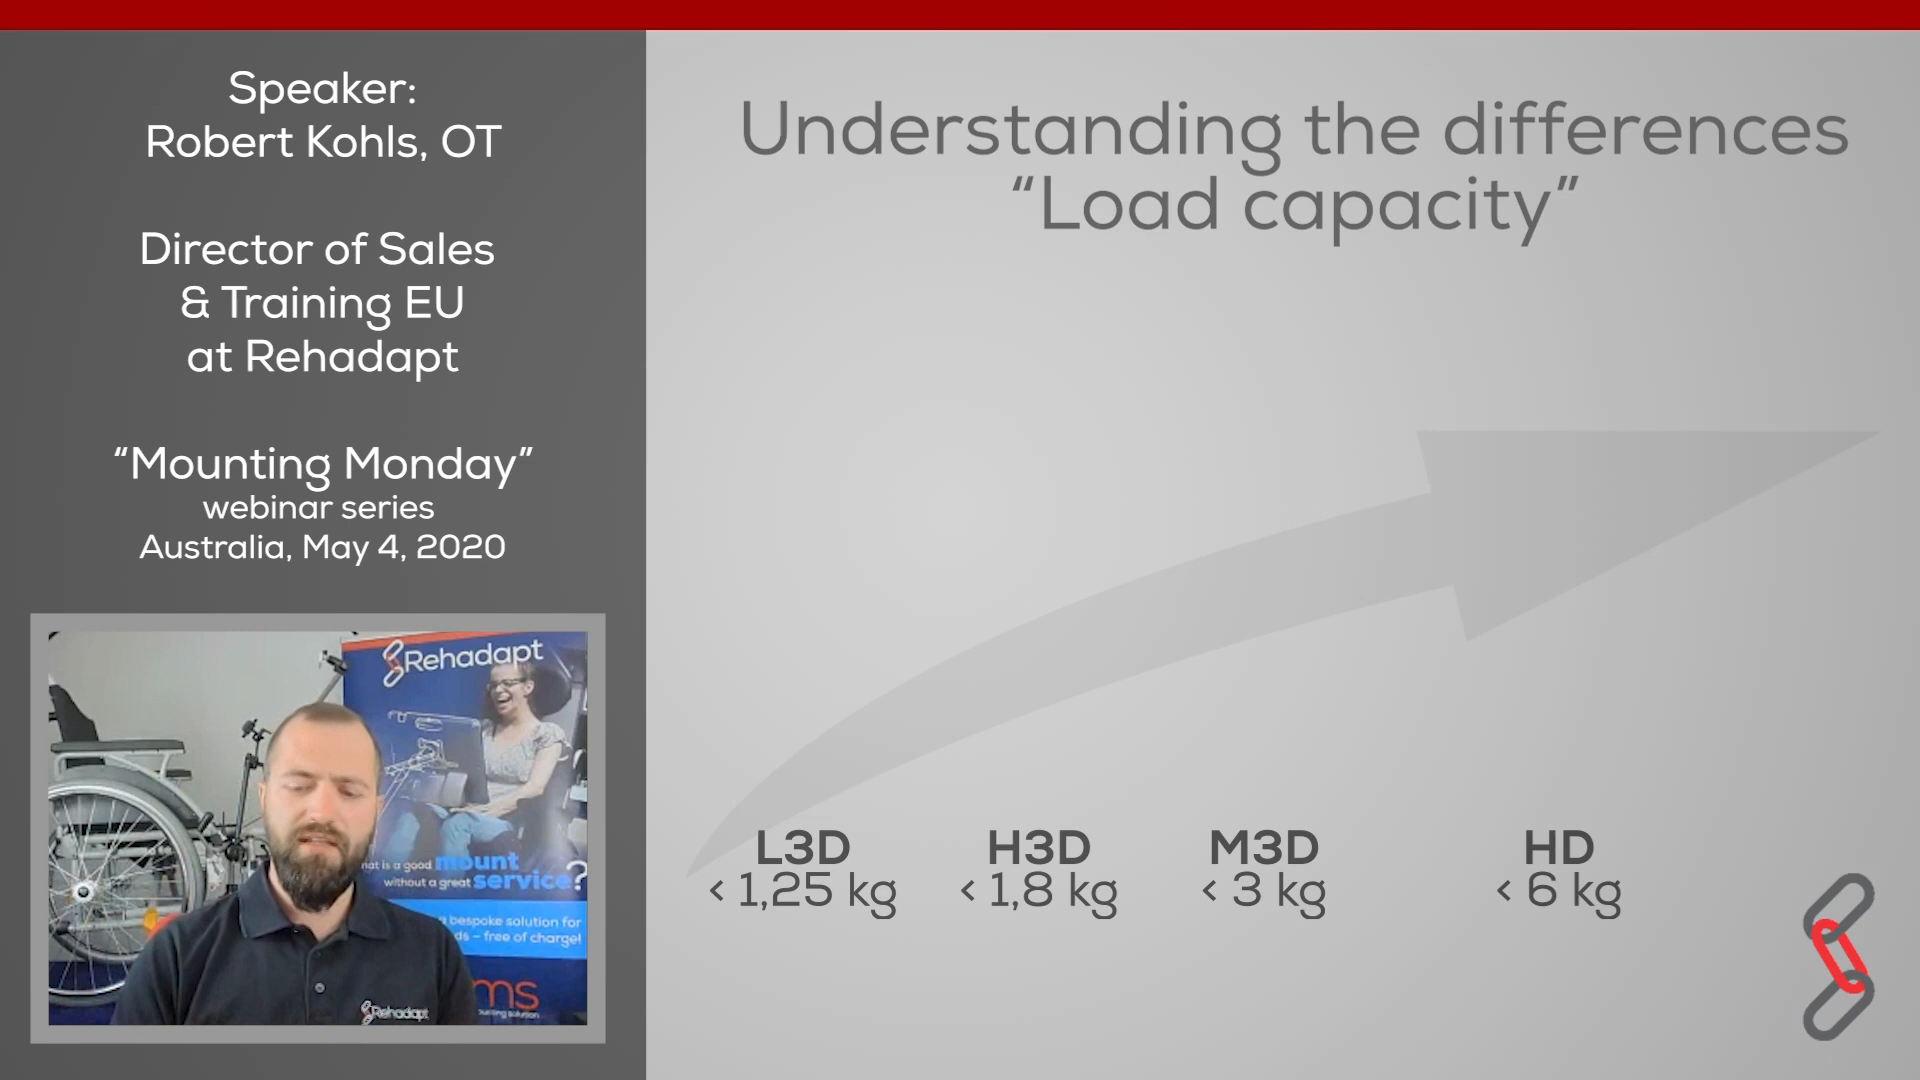 Speaker:
Robert Kohls, OT
Director of Sales
& Training EU
at Rehadapt
“Mounting Monday”
webinar series
Australia, May 4, 2020
Rehadapt
mount
without a great service?
a bespoke solution for
– free of charge!
Rehadapt
Understanding the differences
“Load capacity”
L3D
< 1,25 kg
H3D
< 1,8 kg
M3D
< 3 kg
HD
< 6 kg